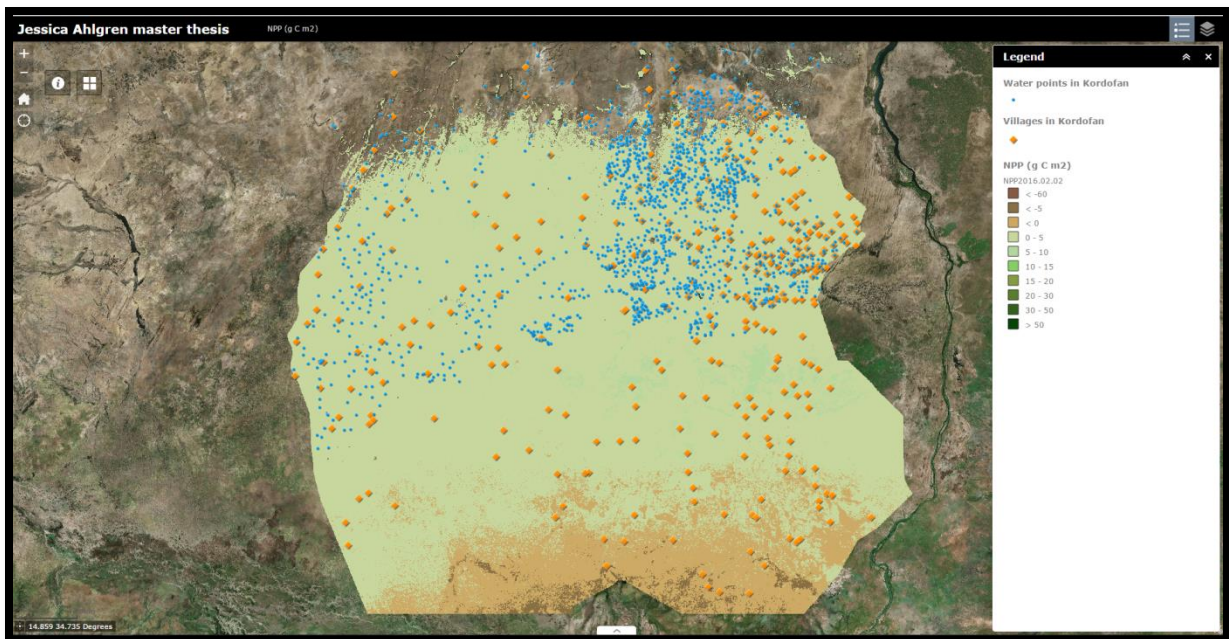 Jessica Ahlgren master thesis
NPP (g C m2)
Legend
Water points in Kordofan
Villages in Kordofan
NPP (g C m2)
NPP2016.02.02
< -60
< -5
< 0
0 - 5
5 - 10
10 - 15
15 - 20
20 - 30
30 - 50
> 50
14.859 34.735 Degrees